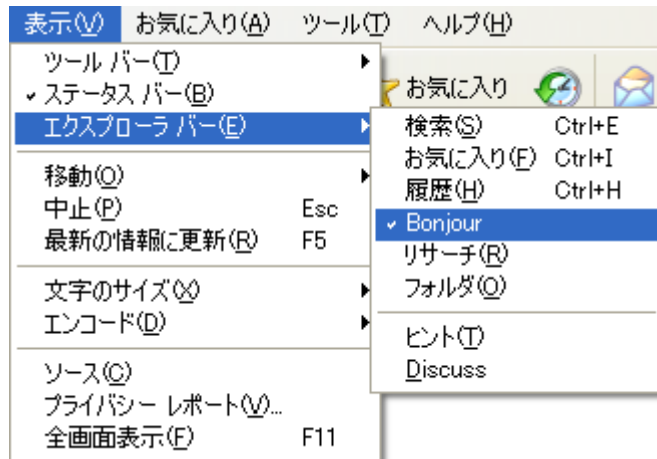 表示(V) お気に入り(A) ツール(T) ヘルプ(H)
お気に入り
ツール バー(T)
ステータス バー(B)
エクスプローラ バー(E)
移動(O)
中止(P) Esc
最新の情報に更新(R) F5
文字のサイズ(X)
エンコード(D)
ソース(C)
プライバシー レポート(V)...
全画面表示(F) F11
検索(S) Ctrl+E
お気に入り(F) Ctrl+I
履歴(H) Ctrl+H
Bonjour
リサーチ(R)
フォルダ(O)
ヒント(T)
Discuss